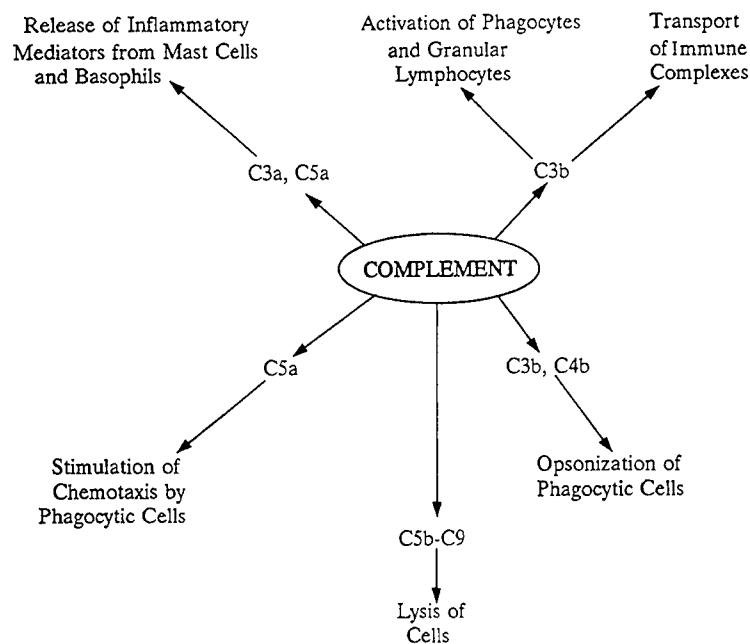 Release of Inflammatory
Mediators from Mast Cells
and Basophils
Activation of Phagocytes
and Granular
Lymphocytes
Transport
of Immune
Complexes
C3a, C5a
C3b
COMPLEMENT
C5a
C3b, C4b
Stimulation of
Chemotaxis by
Phagocytic Cells
Opsonization of
Phagocytic Cells
C5b-C9
Lysis of
Cells